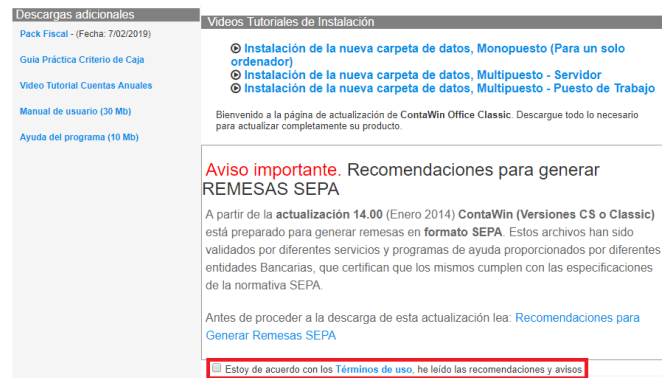 Descargas adicionales
Pack Fiscal - (Fecha: 7/02/2019)
Guia Práctica Criterio de Caja
Video Tutorial Cuentas Anuales
Manual de usuario (30 Mb)
Ayuda del programa (10 Mb)
Videos Tutoriales de Instalación
Instalación de la nueva carpeta de datos, Monopuesto (Para un solo
ordenador)
Instalación de la nueva carpeta de datos, Multipuesto - Servidor
Instalación de la nueva carpeta de datos, Multipuesto - Puesto de Trabajo
Bienvenido a la página de actualización de ContaWin Office Classic. Descargue todo lo necesario
para actualizar completamente su producto.
Aviso importante. Recomendaciones para generar
REMESAS SEPA
A partir de la actualización 14.00 (Enero 2014) ContaWin (Versiones CS o Classic)
está preparado para generar remesas en formato SEPA. Estos archivos han sido
validados por diferentes servicios y programas de ayuda proporcionados por diferentes
entidades Bancarias, que certifican que los mismos cumplen con las especificaciones
de la normativa SEPA.
Antes de proceder a la descarga de esta actualización lea: Recomendaciones para
Generar Remesas SEPA
Estoy de acuerdo con los Términos de uso, he leído las recomendaciones y avisos